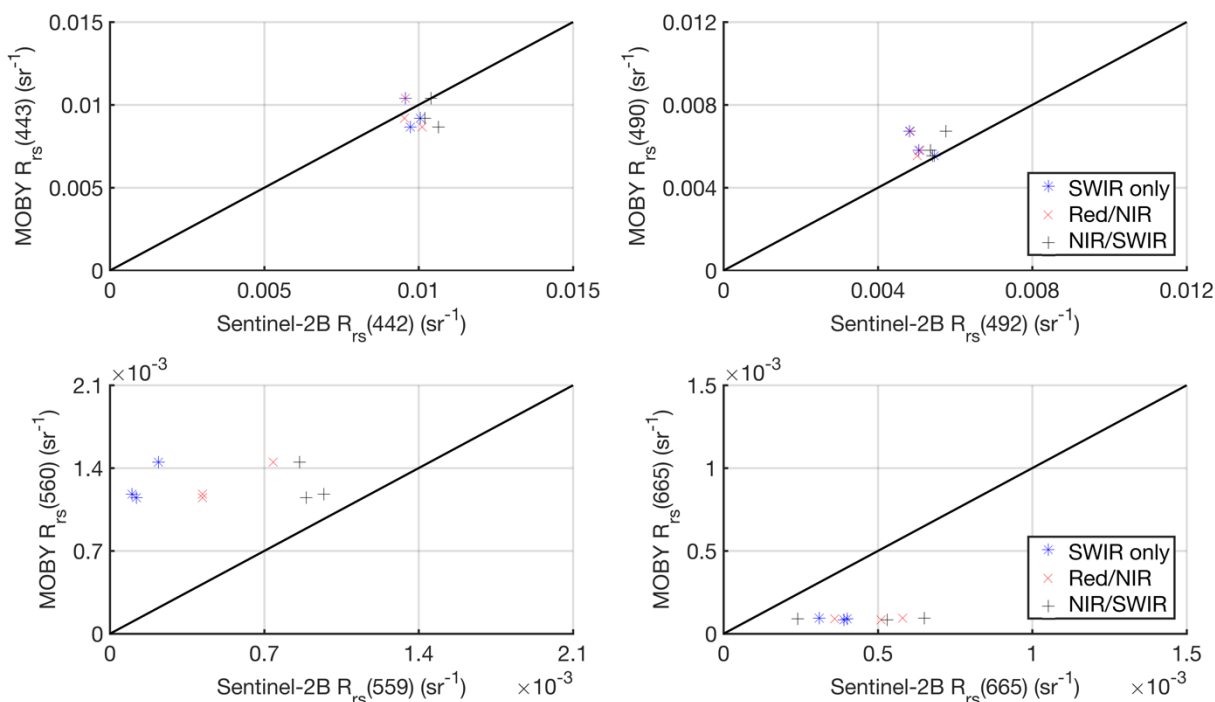 0.015
0.01
0.005
0
MOBY R_rs(443) (sr^-1)
0 0.005 0.01 0.015
Sentinel-2B R_rs(442) (sr^-1)
0.012
0.008
0.004
0
MOBY R_rs(490) (sr^-1)
SWIR only
Red/NIR
NIR/SWIR
0 0.004 0.008 0.012
Sentinel-2B R_rs(492) (sr^-1)
×10^-3
2.1
1.4
0.7
0
MOBY R_rs(560) (sr^-1)
0 0.7 1.4 2.1
Sentinel-2B R_rs(559) (sr^-1) ×10^-3
×10^-3
1.5
1
0.5
0
MOBY R_rs(665) (sr^-1)
SWIR only
Red/NIR
NIR/SWIR
0 0.5 1 1.5
Sentinel-2B R_rs(665) (sr^-1) ×10^-3